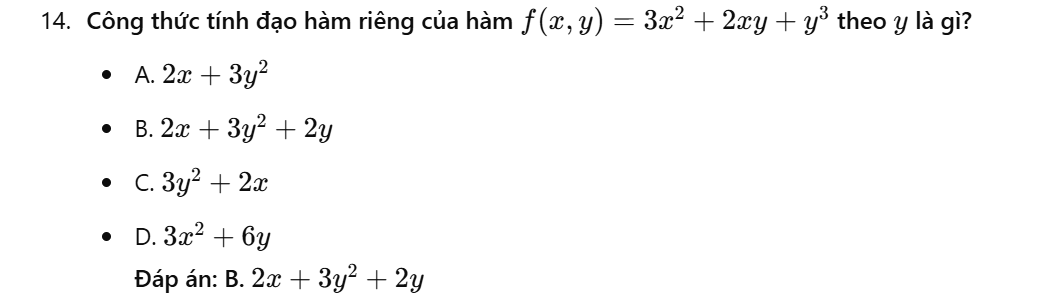 14. Công thức tính đạo hàm riêng của hàm f(x, y) = 3x² + 2xy + y³ theo y là gì?
• A. 2x + 3y²
• B. 2x + 3y² + 2y
• C. 3y² + 2x
• D. 3x² + 6y
Đáp án: B. 2x + 3y² + 2y